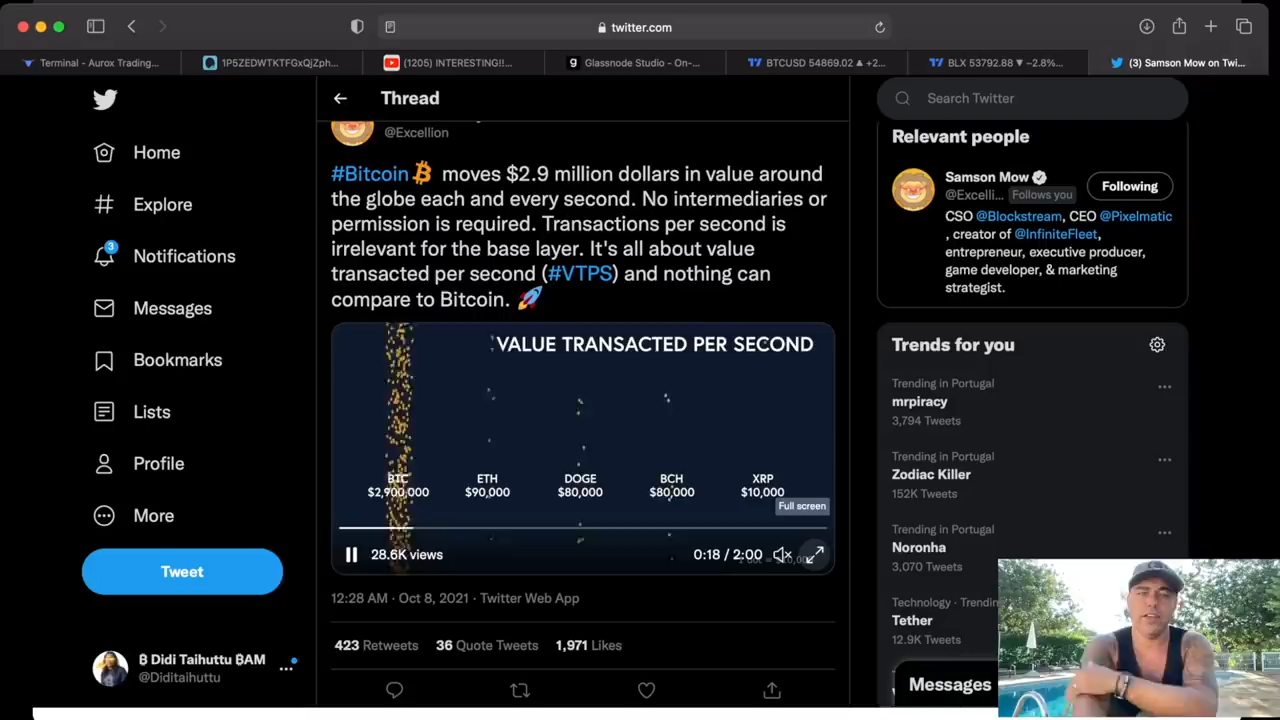 twitter.com
Terminal - Aurox Trading...
1P5ZEDWTKTFGxQjZph...
(1205) INTERESTING!!...
Glassnode Studio - On-...
BTCUSD 54869.02 ▲ +2...
BLX 53792.88 ▼ −2.8%...
(3) Samson Mow on Twi...
Home
Explore
3
Notifications
Messages
Bookmarks
Lists
Profile
More
Tweet
₿ Didi Taihuttu ₿AM
@Diditaihuttu
Thread
@Excellion
#Bitcoin moves $2.9 million dollars in value around
the globe each and every second. No intermediaries or
permission is required. Transactions per second is
irrelevant for the base layer. It's all about value
transacted per second (#VTPS) and nothing can
compare to Bitcoin. 🚀
VALUE TRANSACTED PER SECOND
BTC ETH DOGE BCH XRP
$2,900,000 $90,000 $80,000 $80,000 $10,000
Full screen
28.6K views
0:18 / 2:00
12:28 AM · Oct 8, 2021 · Twitter Web App
423 Retweets 36 Quote Tweets 1,971 Likes
Search Twitter
Relevant people
Samson Mow
@Excelli... Follows you
Following
CSO @Blockstream, CEO @Pixelmatic
, creator of @InfiniteFleet,
entrepreneur, executive producer,
game developer, & marketing
strategist.
Trends for you
Trending in Portugal
mrpiracy
3,794 Tweets
Trending in Portugal
Zodiac Killer
152K Tweets
Trending in Portugal
Noronha
3,070 Tweets
Technology · Trendin
Tether
12.9K Tweets
Messages